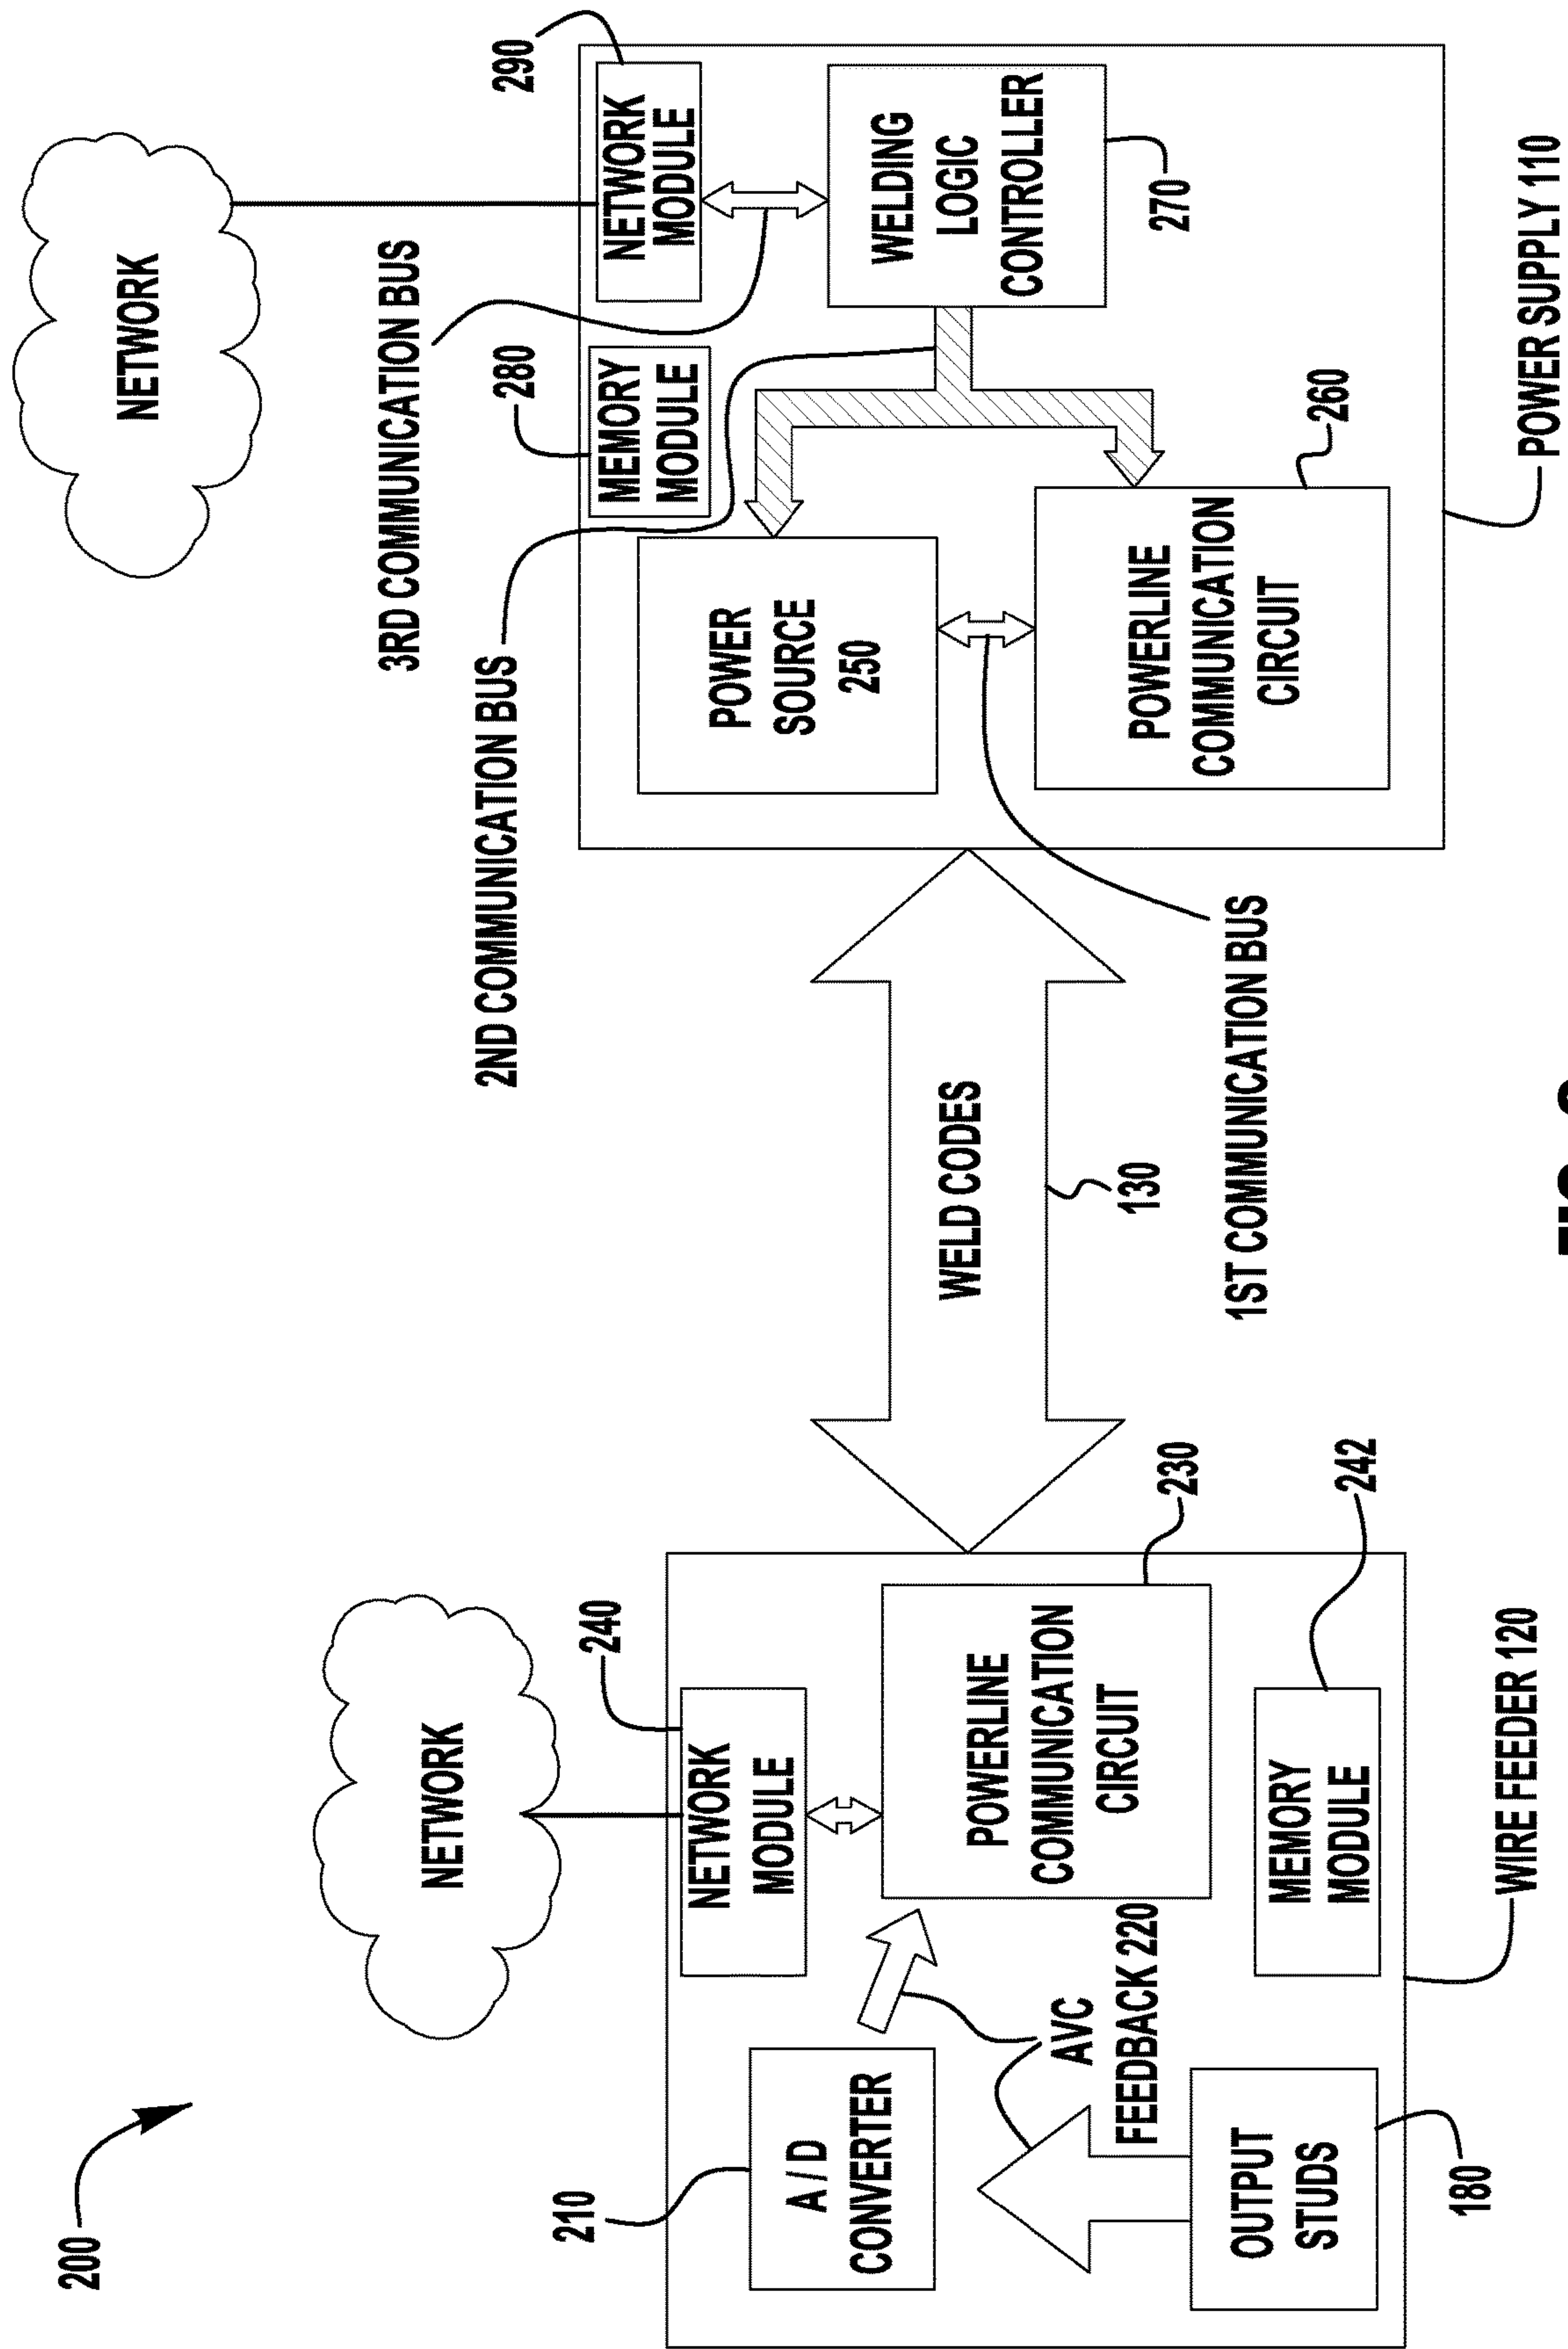 200
NETWORK
NETWORK
240
NETWORK
MODULE
210
A / D
CONVERTER
POWERLINE
COMMUNICATION
CIRCUIT
230
AVC
FEEDBACK 220
OUTPUT
STUDS
180
MEMORY
MODULE
242
WIRE FEEDER 120
WELD CODES
130
1ST COMMUNICATION BUS
2ND COMMUNICATION BUS
3RD COMMUNICATION BUS
290
NETWORK
MODULE
280
MEMORY
MODULE
WELDING
LOGIC
CONTROLLER
270
POWER
SOURCE
250
POWERLINE
COMMUNICATION
CIRCUIT
260
POWER SUPPLY 110